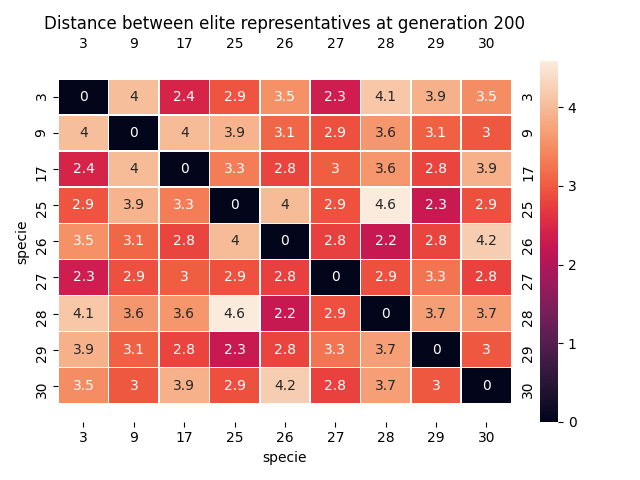 Distance between elite representatives at generation 200
3 9 17 25 26 27 28 29 30
3 0 4 2.4 2.9 3.5 2.3 4.1 3.9 3.5 3
9 4 0 4 3.9 3.1 2.9 3.6 3.1 3 9
17 2.4 4 0 3.3 2.8 3 3.6 2.8 3.9 17
25 2.9 3.9 3.3 0 4 2.9 4.6 2.3 2.9 25
26 3.5 3.1 2.8 4 0 2.8 2.2 2.8 4.2 26
27 2.3 2.9 3 2.9 2.8 0 2.9 3.3 2.8 27
28 4.1 3.6 3.6 4.6 2.2 2.9 0 3.7 3.7 28
29 3.9 3.1 2.8 2.3 2.8 3.3 3.7 0 3 29
30 3.5 3 3.9 2.9 4.2 2.8 3.7 3 0 30
3 9 17 25 26 27 28 29 30
specie
specie
4
3
2
1
0